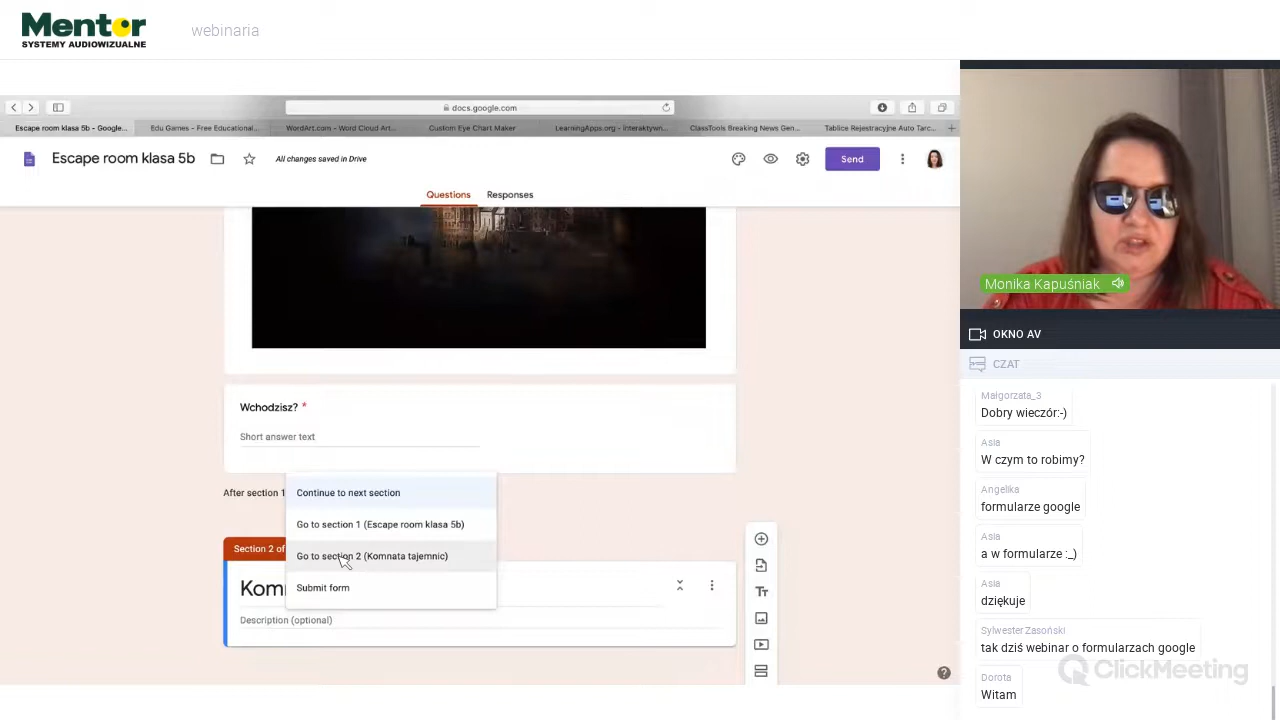 Mentor
SYSTEMY AUDIOWIZUALNE
webinaria
docs.google.com
Escape room klasa 5b - Google...
Edu Games - Free Educational...
WordArt.com - Word Cloud Art...
Custom Eye Chart Maker
LearningApps.org - interaktywn...
ClassTools Breaking News Gen...
Tablice Rejestracyjne Auto Tarc...
Escape room klasa 5b
All changes saved in Drive
Send
Questions
Responses
Wchodzisz? *
Short answer text
After section 1
Continue to next section
Go to section 1 (Escape room klasa 5b)
Go to section 2 (Komnata tajemnic)
Submit form
Section 2 of
Kom
Description (optional)
Monika Kapuśniak
OKNO AV
CZAT
Małgorzata_3
Dobry wieczór:-)
Asia
W czym to robimy?
Angelika
formularze google
Asia
a w formularze :_)
Asia
dziękuje
Sylwester Zasoński
tak dziś webinar o formularzach google
Dorota
Witam
ClickMeeting